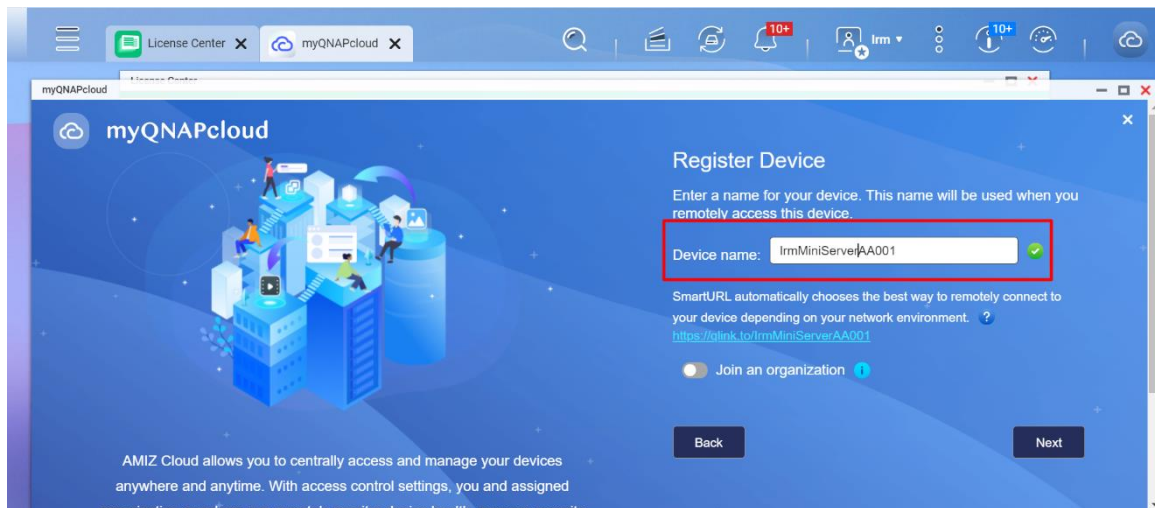 License Center
myQNAPcloud
10+
Irm
10+
License Center
myQNAPcloud
myQNAPcloud
Register Device
Enter a name for your device. This name will be used when you
remotely access this device.
Device name: IrmMiniServerAA001
SmartURL automatically chooses the best way to remotely connect to
your device depending on your network environment. ?
https://qlink.to/IrmMiniServerAA001
Join an organization i
Back
Next
AMIZ Cloud allows you to centrally access and manage your devices
anywhere and anytime. With access control settings, you and assigned